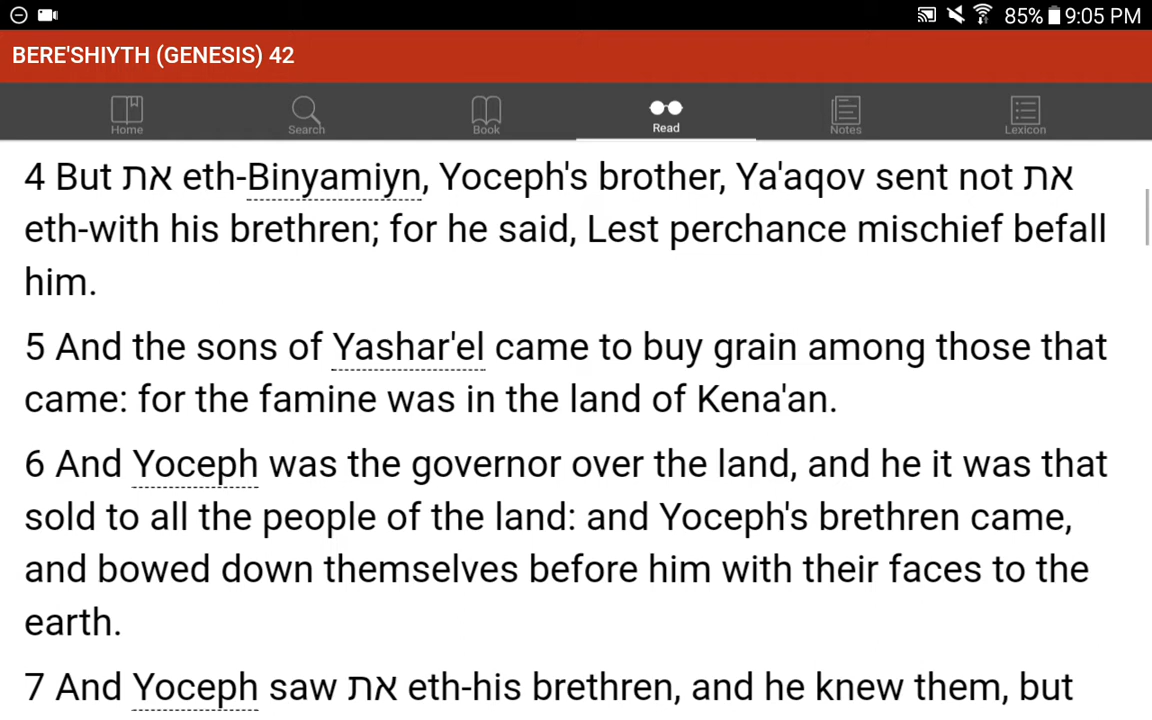 85% 9:05 PM
BERE'SHIYTH (GENESIS) 42
Home Search Book Read Notes Lexicon
4 But את eth-Binyamiyn, Yoceph's brother, Ya'aqov sent not את
eth-with his brethren; for he said, Lest perchance mischief befall
him.
5 And the sons of Yashar'el came to buy grain among those that
came: for the famine was in the land of Kena'an.
6 And Yoceph was the governor over the land, and he it was that
sold to all the people of the land: and Yoceph's brethren came,
and bowed down themselves before him with their faces to the
earth.
7 And Yoceph saw את eth-his brethren, and he knew them, but